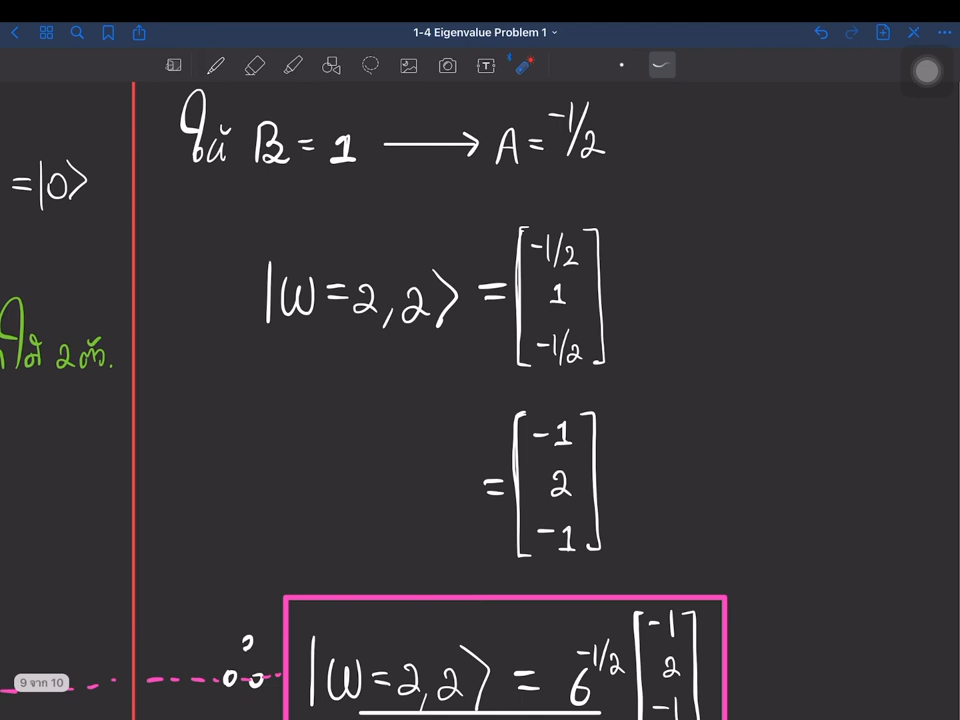 1-4 Eigenvalue Problem 1
ให้ B = 1 ⟶ A = -1/2
= |0⟩
|ω = 2, 2⟩ = [ -1/2
1
-1/2 ]
2 ตัว.
= [ -1
2
-1 ]
∴ |ω = 2, 2⟩ = 6^{-1/2} [ -1
2
-1
9 จาก 10